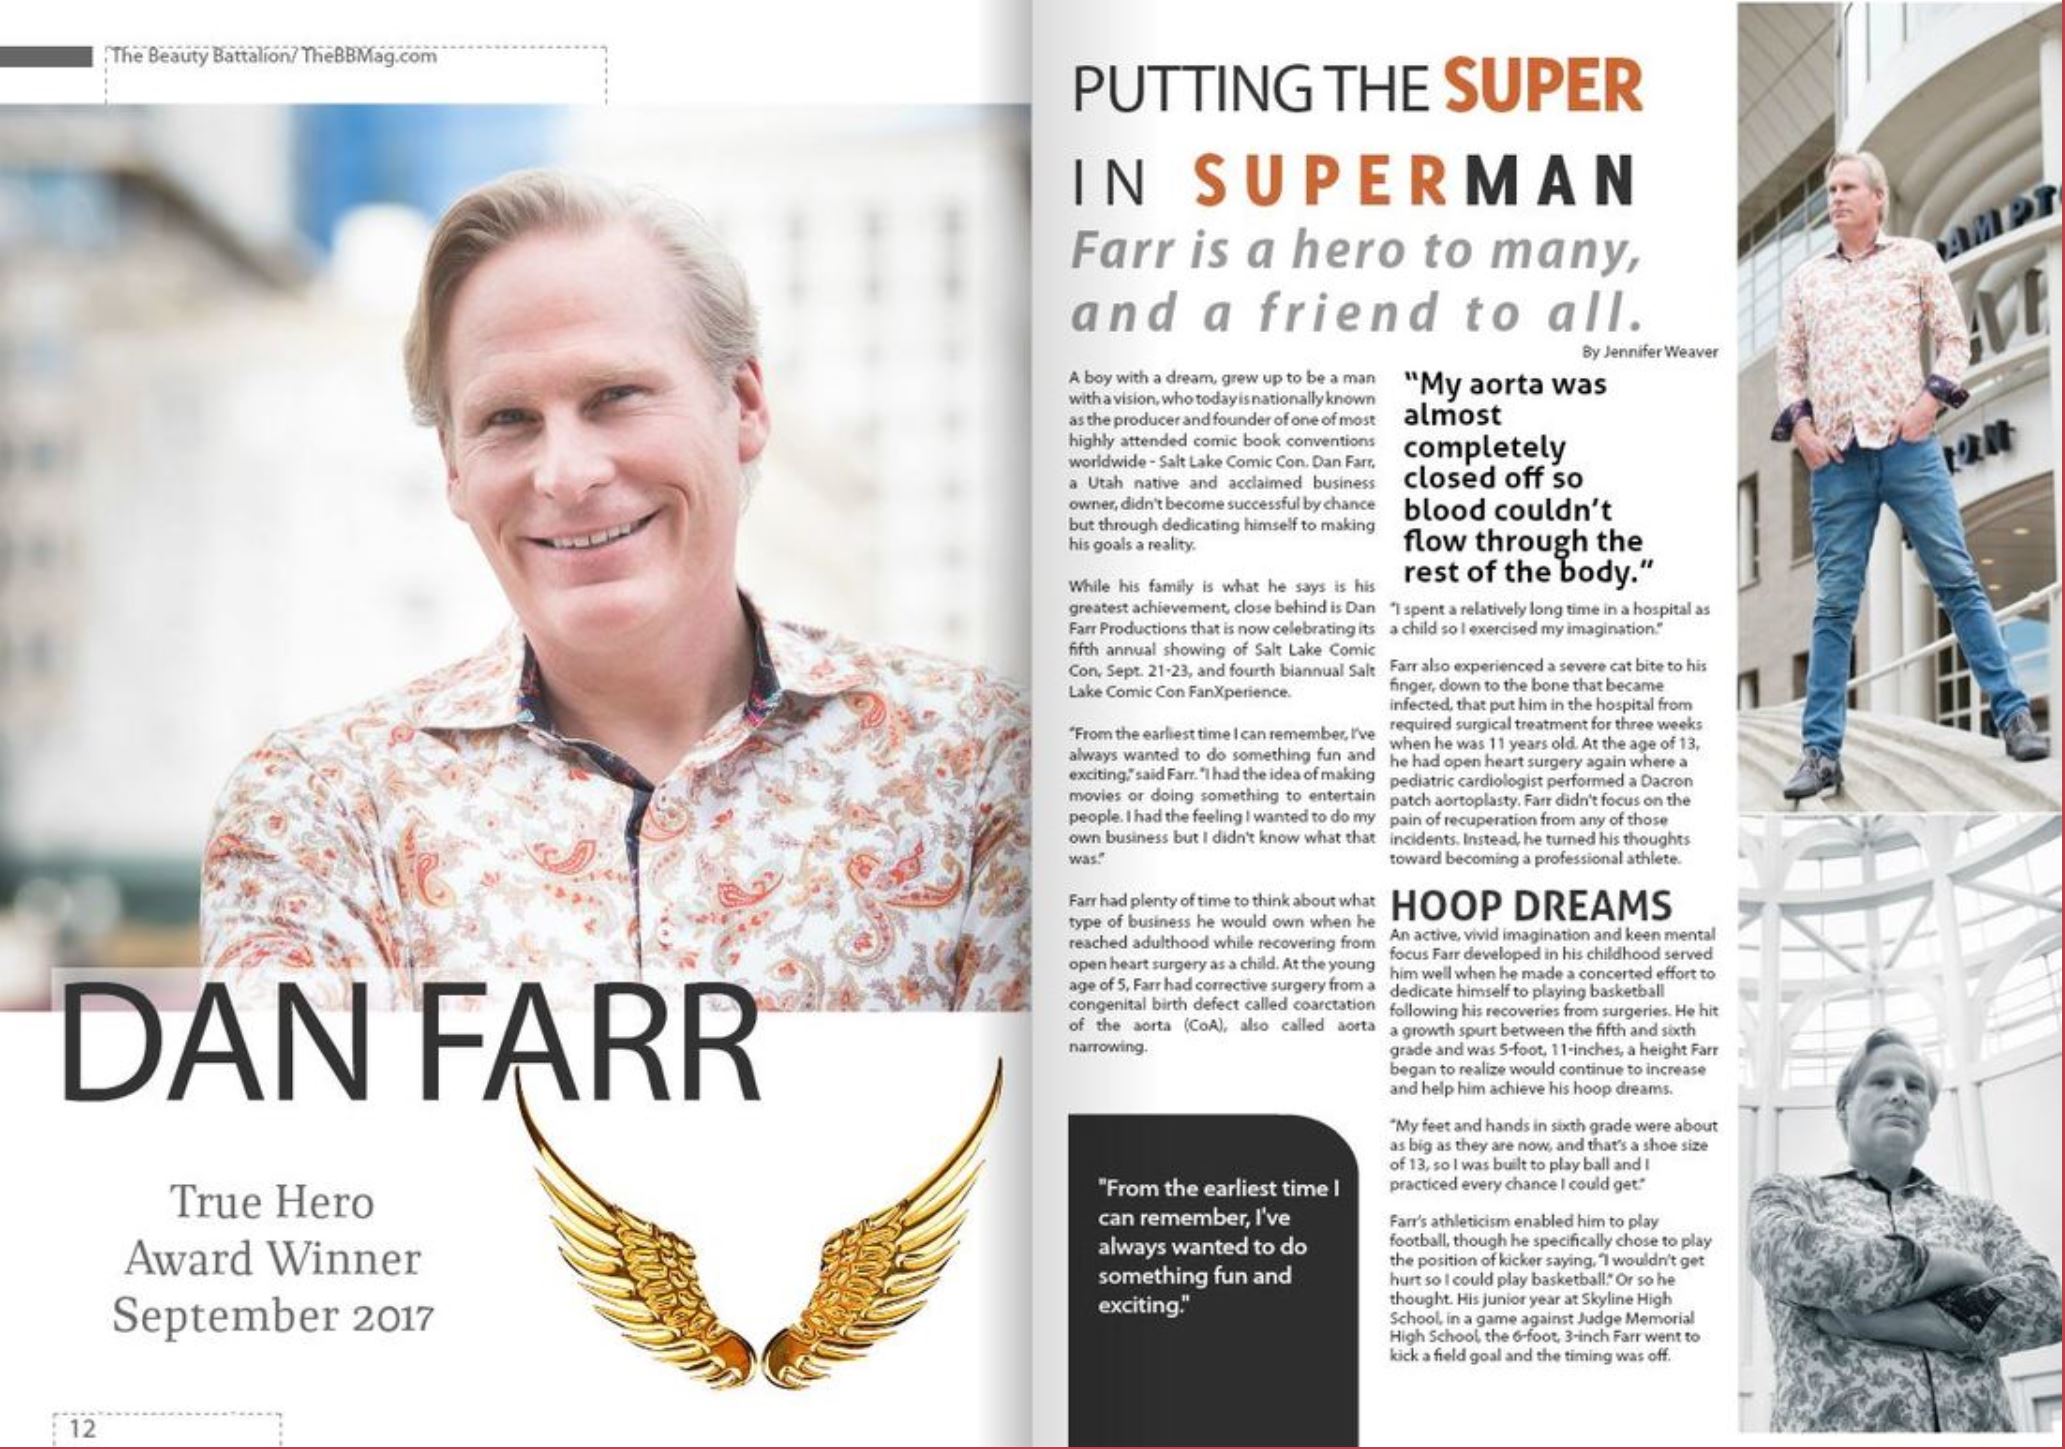 The Beauty Battalion/ TheBBMag.com
DAN FARR
True Hero
Award Winner
September 2017
12
PUTTING THE SUPER
IN SUPERMAN
Farr is a hero to many,
and a friend to all.
By Jennifer Weaver
A boy with a dream, grew up to be a man
with a vision, who today is nationally known
as the producer and founder of one of most
highly attended comic book conventions
worldwide - Salt Lake Comic Con. Dan Farr,
a Utah native and acclaimed business
owner, didn't become successful by chance
but through dedicating himself to making
his goals a reality.
While his family is what he says is his
greatest achievement, close behind is Dan
Farr Productions that is now celebrating its
fifth annual showing of Salt Lake Comic
Con, Sept. 21-23, and fourth biannual Salt
Lake Comic Con FanXperience.
"From the earliest time I can remember, I've
always wanted to do something fun and
exciting," said Farr. "I had the idea of making
movies or doing something to entertain
people. I had the feeling I wanted to do my
own business but I didn't know what that
was."
Farr had plenty of time to think about what
type of business he would own when he
reached adulthood while recovering from
open heart surgery as a child. At the young
age of 5, Farr had corrective surgery from a
congenital birth defect called coarctation
of the aorta (CoA), also called aorta
narrowing.
"From the earliest time I
can remember, I've
always wanted to do
something fun and
exciting."
"My aorta was
almost
completely
closed off so
blood couldn't
flow through the
rest of the body."
"I spent a relatively long time in a hospital as
a child so I exercised my imagination."
Farr also experienced a severe cat bite to his
finger, down to the bone that became
infected, that put him in the hospital from
required surgical treatment for three weeks
when he was 11 years old. At the age of 13,
he had open heart surgery again where a
pediatric cardiologist performed a Dacron
patch aortoplasty. Farr didn't focus on the
pain of recuperation from any of those
incidents. Instead, he turned his thoughts
toward becoming a professional athlete.
HOOP DREAMS
An active, vivid imagination and keen mental
focus Farr developed in his childhood served
him well when he made a concerted effort to
dedicate himself to playing basketball
following his recoveries from surgeries. He hit
a growth spurt between the fifth and sixth
grade and was 5-foot, 11-inches, a height Farr
began to realize would continue to increase
and help him achieve his hoop dreams.
"My feet and hands in sixth grade were about
as big as they are now, and that's a shoe size
of 13, so I was built to play ball and I
practiced every chance I could get."
Farr's athleticism enabled him to play
football, though he specifically chose to play
the position of kicker saying, "I wouldn't get
hurt so I could play basketball." Or so he
thought. His junior year at Skyline High
School, in a game against Judge Memorial
High School, the 6-foot, 3-inch Farr went to
kick a field goal and the timing was off.